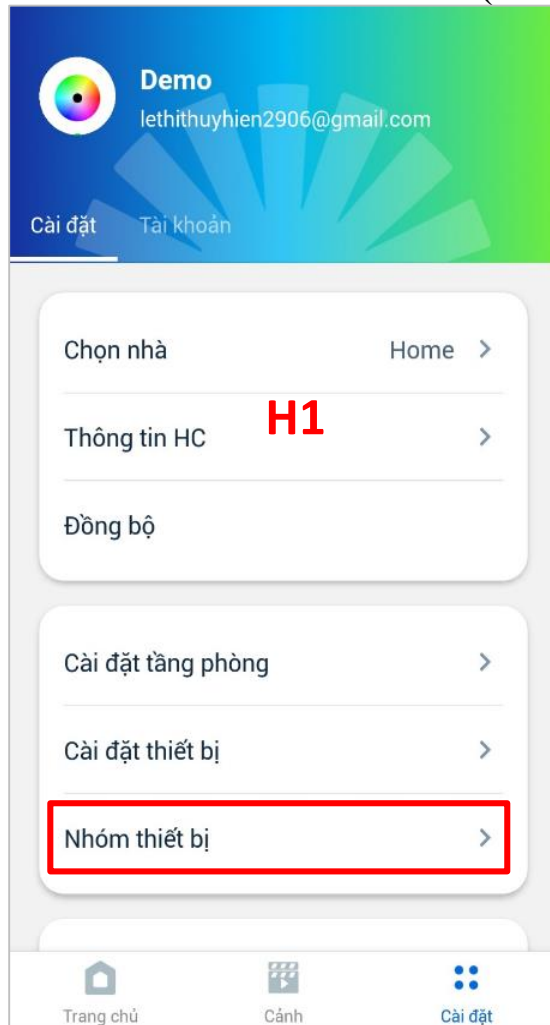 Demo
lethithuyhien2906@gmail.com
Cài đặt Tài khoản
Chọn nhà Home
H1
Thông tin HC
Đồng bộ
Cài đặt tầng phòng
Cài đặt thiết bị
Nhóm thiết bị
Trang chủ Cảnh Cài đặt